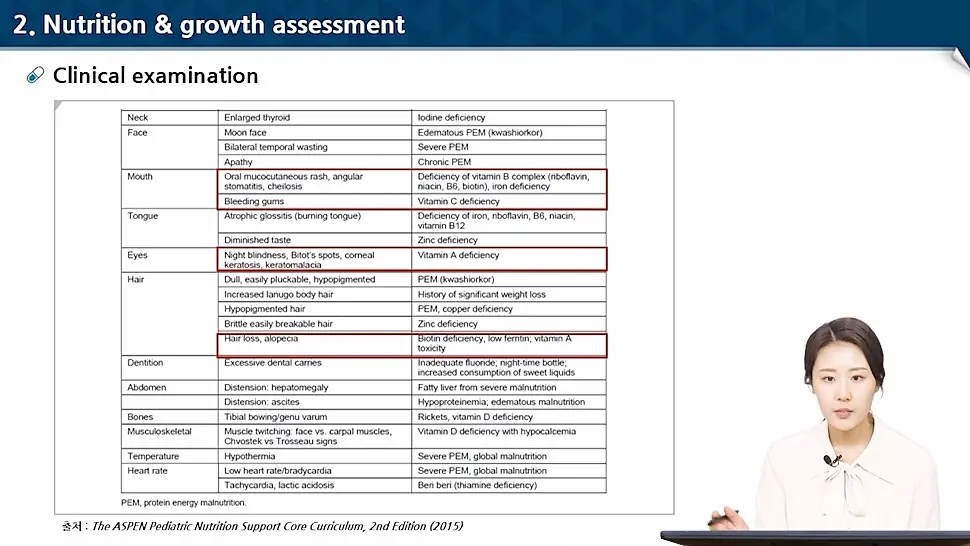 2. Nutrition & growth assessment
Clinical examination
Neck Enlarged thyroid Iodine deficiency
Face Moon face Edematous PEM (kwashiorkor)
Bilateral temporal wasting Severe PEM
Apathy Chronic PEM
Mouth Oral mucocutaneous rash, angular Deficiency of vitamin B complex (riboflavin,
stomatitis, cheilosis niacin, B6, biotin), iron deficiency
Bleeding gums Vitamin C deficiency
Tongue Atrophic glossitis (burning tongue) Deficiency of iron, riboflavin, B6, niacin,
vitamin B12
Diminished taste Zinc deficiency
Eyes Night blindness, Bitot's spots, corneal Vitamin A deficiency
keratosis, keratomalacia
Hair Dull, easily pluckable, hypopigmented PEM (kwashiorkor)
Increased lanugo body hair History of significant weight loss
Hypopigmented hair PEM, copper deficiency
Brittle easily breakable hair Zinc deficiency
Hair loss, alopecia Biotin deficiency, low ferritin, vitamin A
toxicity
Dentition Excessive dental carries Inadequate fluoride; night-time bottle;
increased consumption of sweet liquids
Abdomen Distension: hepatomegaly Fatty liver from severe malnutrition
Distension: ascites Hypoproteinemia; edematous malnutrition
Bones Tibial bowing/genu varum Rickets, vitamin D deficiency
Musculoskeletal Muscle twitching: face vs. carpal muscles, Vitamin D deficiency with hypocalcemia
Chvostek vs Trosseau signs
Temperature Hypothermia Severe PEM, global malnutrition
Heart rate Low heart rate/bradycardia Severe PEM, global malnutrition
Tachycardia, lactic acidosis Beri beri (thiamine deficiency)
PEM, protein energy malnutrition.
출처 : The ASPEN Pediatric Nutrition Support Core Curriculum, 2nd Edition (2015)